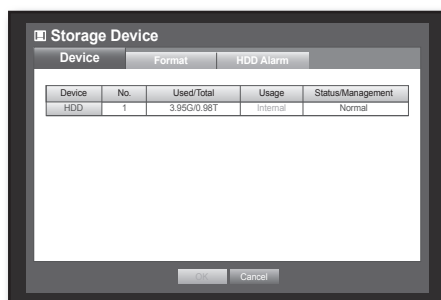 Storage Device
Device Format HDD Alarm
Device No. Used/Total Usage Status/Management
HDD 1 3.95G/0.98T Internal Normal
OK Cancel